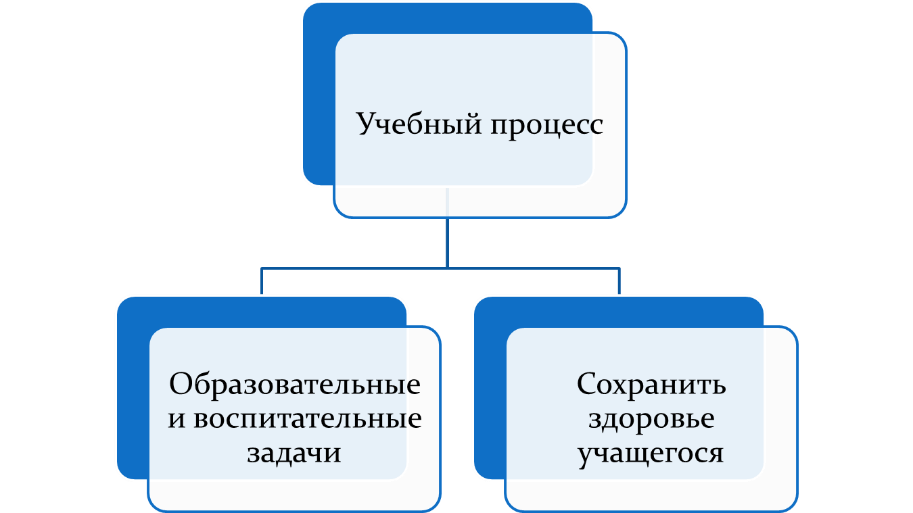 Учебный процесс
Образовательные
и воспитательные
задачи
Сохранить
здоровье
учащегося